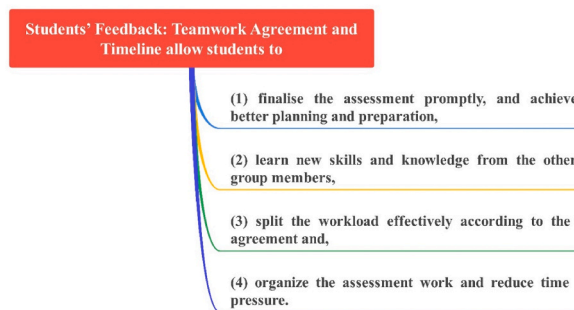 Students’ Feedback: Teamwork Agreement and
Timeline allow students to
(1) finalise the assessment promptly, and achieve
better planning and preparation,
(2) learn new skills and knowledge from the other
group members,
(3) split the workload effectively according to the
agreement and,
(4) organize the assessment work and reduce time
pressure.